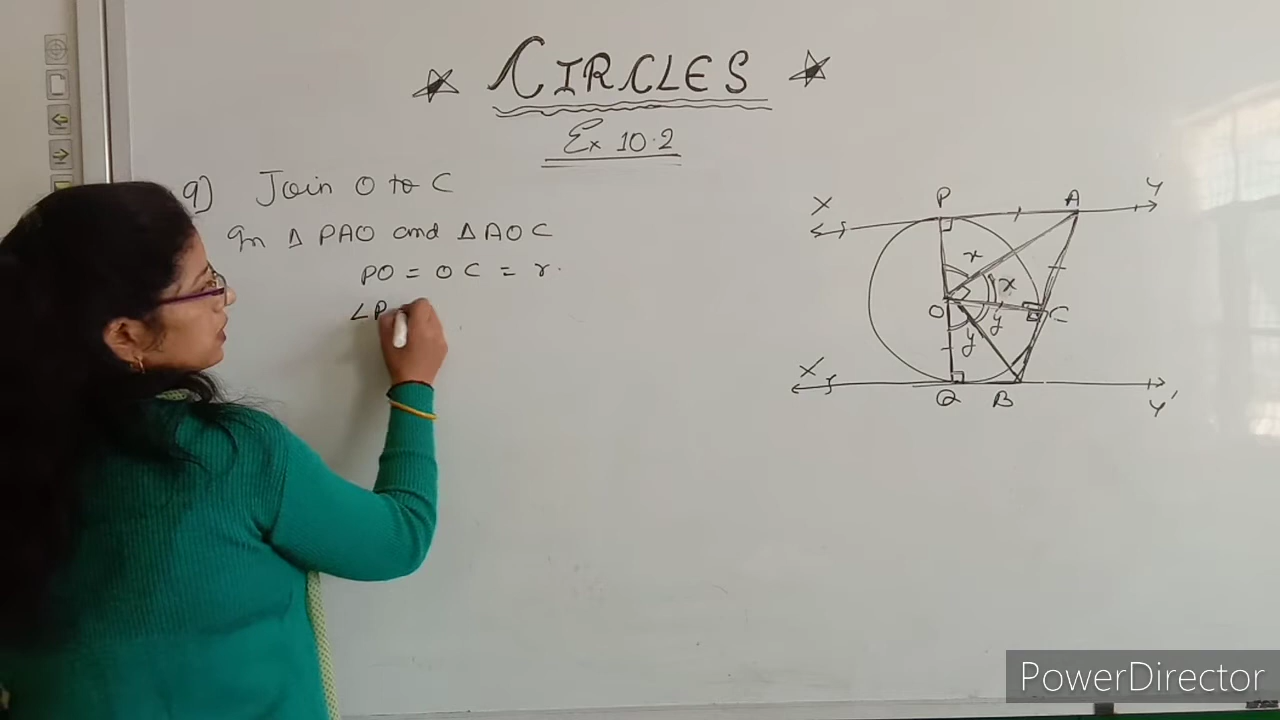 CIRCLES
Ex 10.2
9) Join O to C
In Δ PAO and Δ AOC
PO = OC = r.
∠P
X P A Y
x
x
O C
y
y
X' Q B Y'
PowerDirector